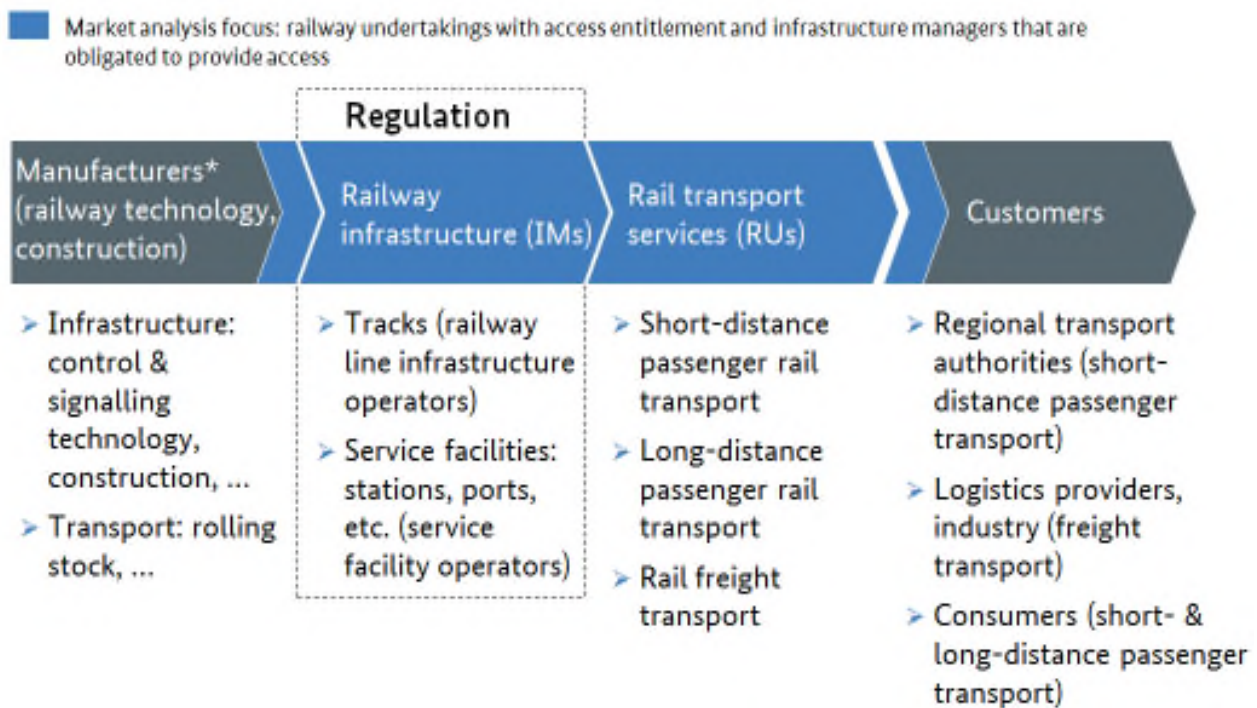 Market analysis focus: railway undertakings with access entitlement and infrastructure managers that are
obligated to provide access
Regulation
Manufacturers*
(railway technology,
construction)
Railway
infrastructure (IMs)
Rail transport
services (RUs)
Customers
➢ Infrastructure:
control &
signalling
technology,
construction, ...
➢ Transport: rolling
stock, ...
➢ Tracks (railway
line infrastructure
operators)
➢ Service facilities:
stations, ports,
etc. (service
facility operators)
➢ Short-distance
passenger rail
transport
➢ Long-distance
passenger rail
transport
➢ Rail freight
transport
➢ Regional transport
authorities (short-
distance passenger
transport)
➢ Logistics providers,
industry (freight
transport)
➢ Consumers (short- &
long-distance passenger
transport)